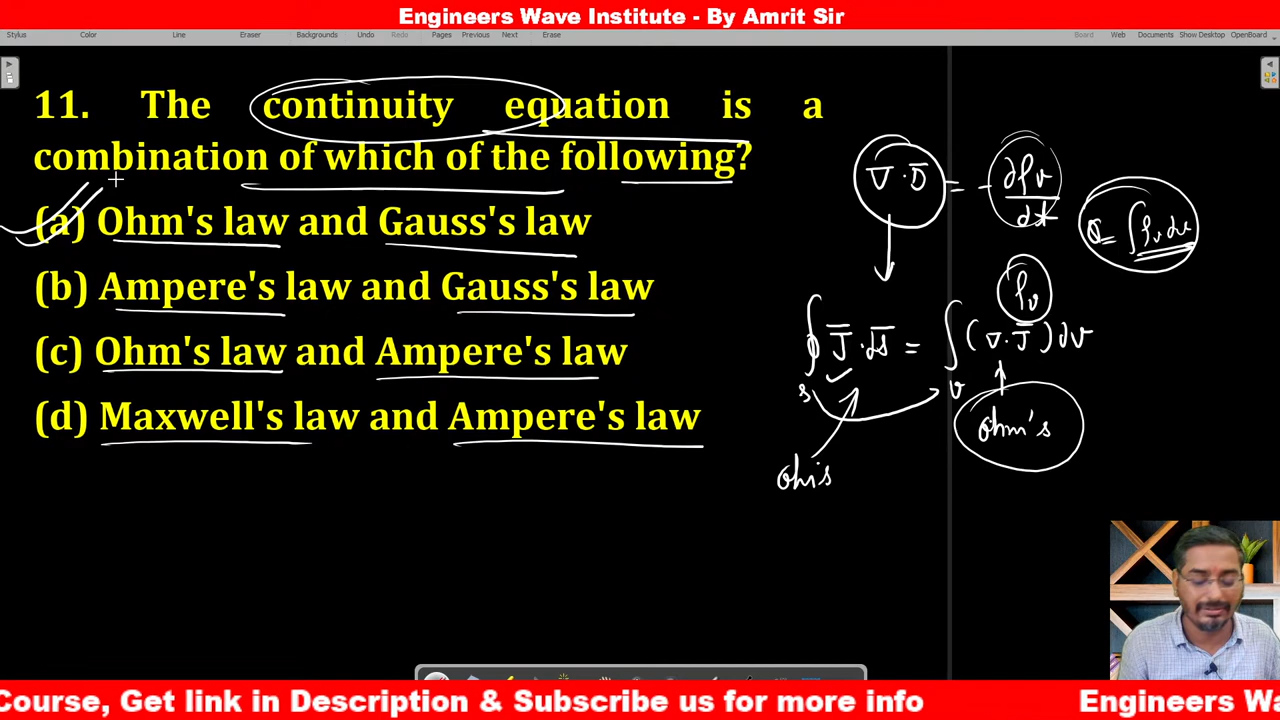 Engineers Wave Institute - By Amrit Sir
Stylus Color Line Eraser Backgrounds Undo Redo Pages Previous Next Erase Board Web Documents Show Desktop OpenBoard
11. The continuity equation is a
combination of which of the following?
(a) Ohm's law and Gauss's law
(b) Ampere's law and Gauss's law
(c) Ohm's law and Ampere's law
(d) Maxwell's law and Ampere's law
∇·D = -∂ρv/∂t
Q = ∫ρv dv
ρv
∮s J̄·ds̄ = ∫v (∇·J̄) dv
ohm's
Course, Get link in Description & Subscribe us for more info Engineers Wa